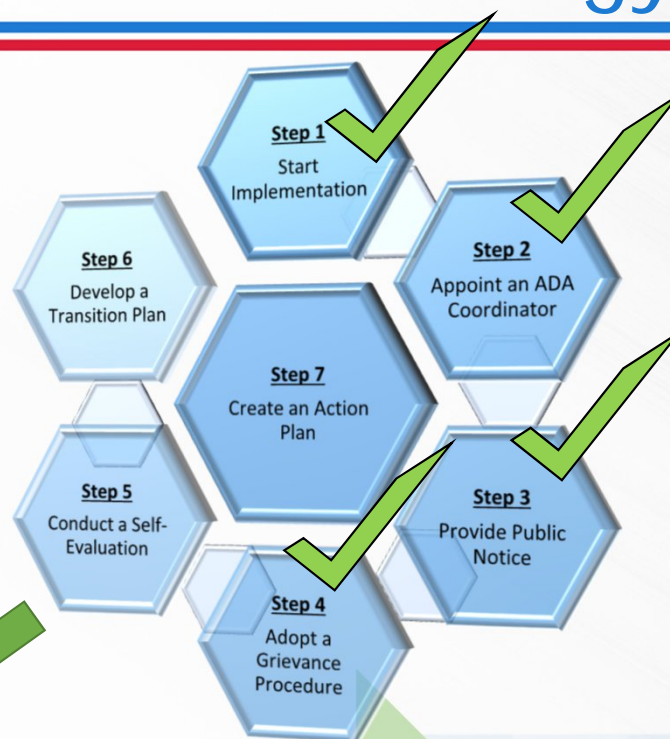 Step 1
Start
Implementation
Step 2
Appoint an ADA
Coordinator
Step 3
Provide Public
Notice
Step 4
Adopt a
Grievance
Procedure
Step 5
Conduct a Self-
Evaluation
Step 6
Develop a
Transition Plan
Step 7
Create an Action
Plan